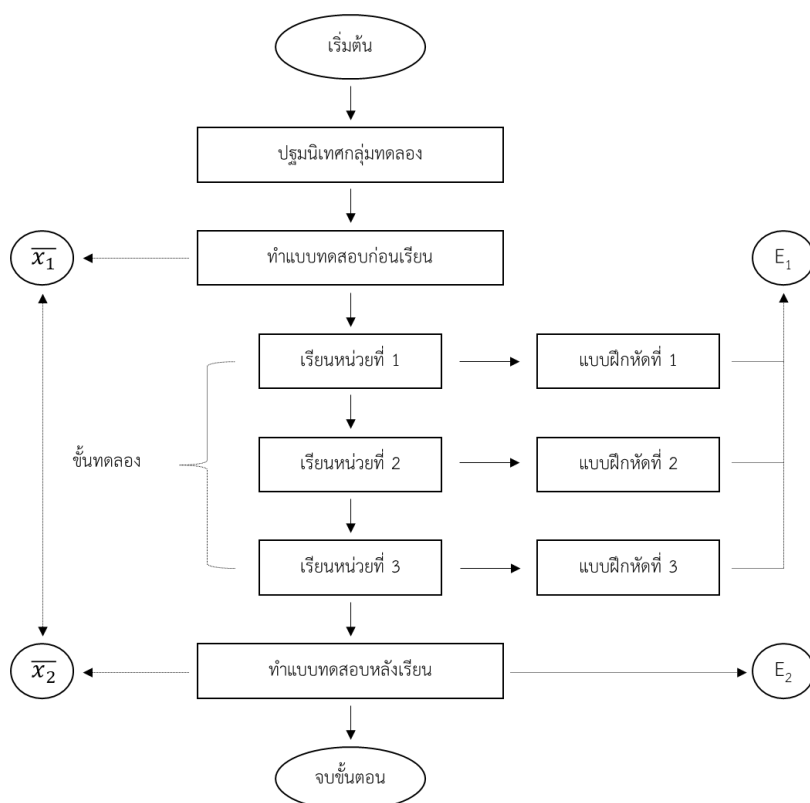 เริ่มต้น
ปฐมนิเทศกลุ่มทดลอง
x̄₁ ทำแบบทดสอบก่อนเรียน E₁
เรียนหน่วยที่ 1 แบบฝึกหัดที่ 1
ขั้นทดลอง เรียนหน่วยที่ 2 แบบฝึกหัดที่ 2
เรียนหน่วยที่ 3 แบบฝึกหัดที่ 3
x̄₂ ทำแบบทดสอบหลังเรียน E₂
จบขั้นตอน